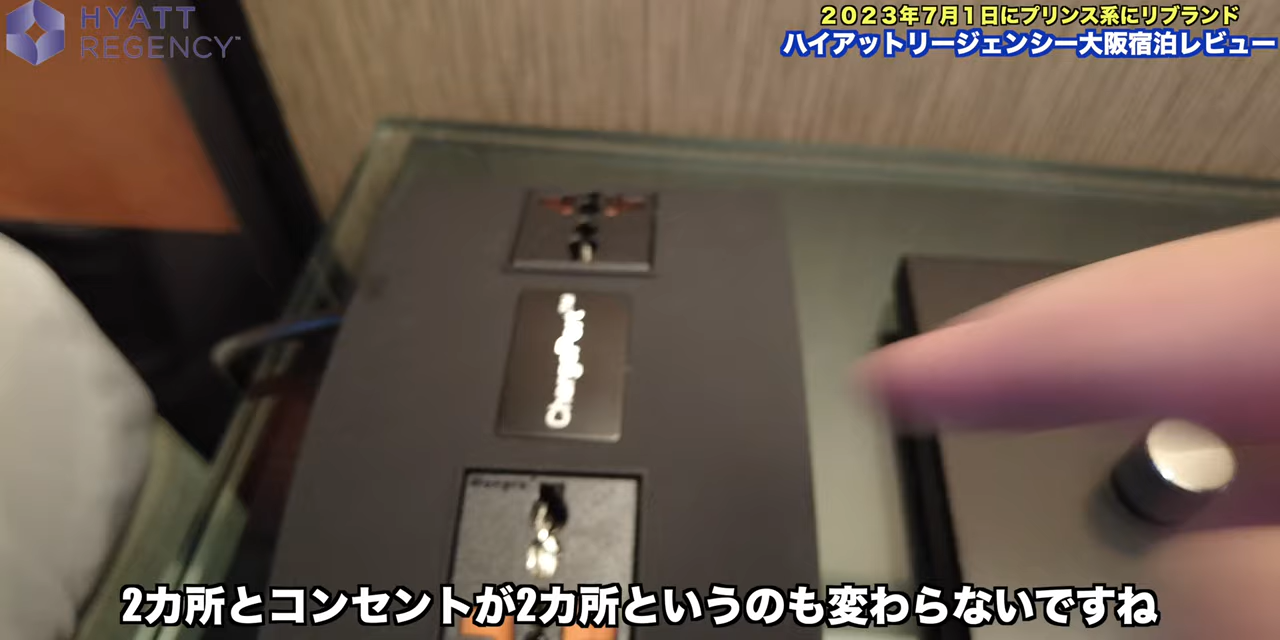 HYATT
REGENCY™
2023年7月1日にプリンス系にリブランド
ハイアットリージェンシー大阪宿泊レビュー
2カ所とコンセントが2カ所というのも変わらないですね